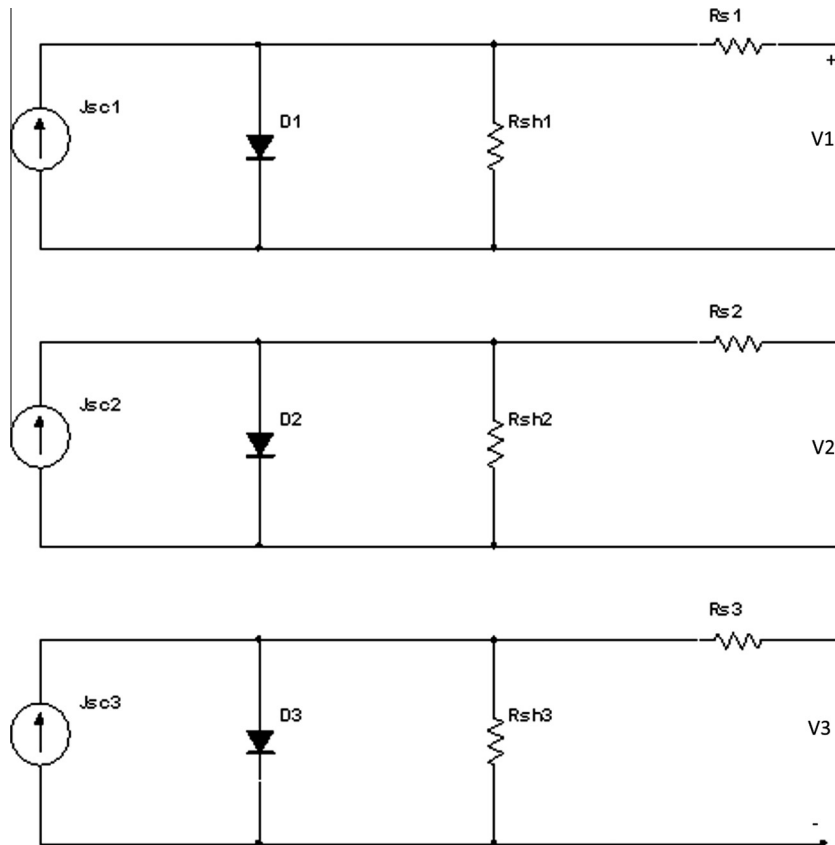 Rs1
+
Jsc1
D1
Rsh1
V1
Rs2
Jsc2
D2
Rsh2
V2
Rs3
Jsc3
D3
Rsh3
V3
-